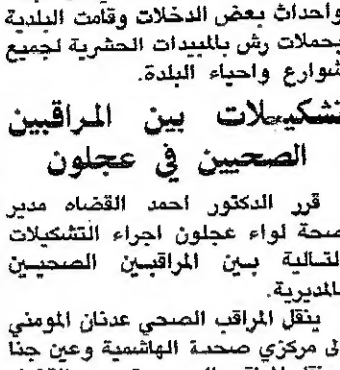 واحداث بعض الدخلات وقامت البلدية
بحملات رش بالمبيدات الحشرية لجميع
شوارع واحياء البلدة.
تشكيلات بين المراقبين
الصحيين في عجلون
قرر الدكتور احمد القضاه مدير
صحة لواء عجلون اجراء التشكيلات
التالية بين المراقبين الصحيين
بالمديرية.
ينقل المراقب الصحي عدنان المومني
الى مركزي صحة الهاشمية وعين جنا